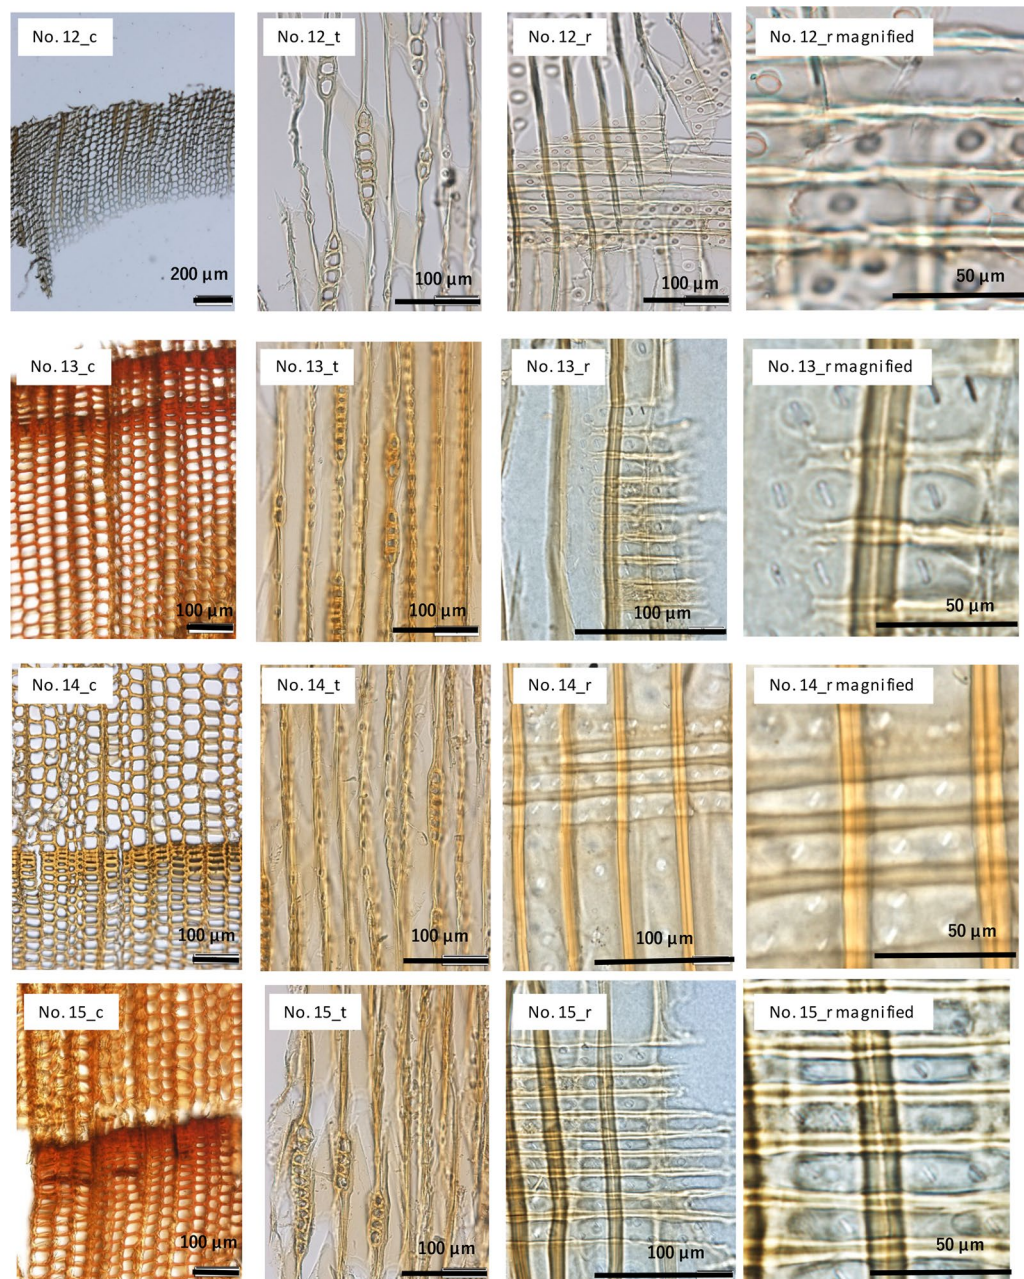 No. 12_c
No. 12_t
No. 12_r
No. 12_r magnified
200 µm
100 µm
100 µm
50 µm
No. 13_c
No. 13_t
No. 13_r
No. 13_r magnified
100 µm
100 µm
100 µm
50 µm
No. 14_c
No. 14_t
No. 14_r
No. 14_r magnified
100 µm
100 µm
100 µm
50 µm
No. 15_c
No. 15_t
No. 15_r
No. 15_r magnified
100 µm
100 µm
100 µm
50 µm